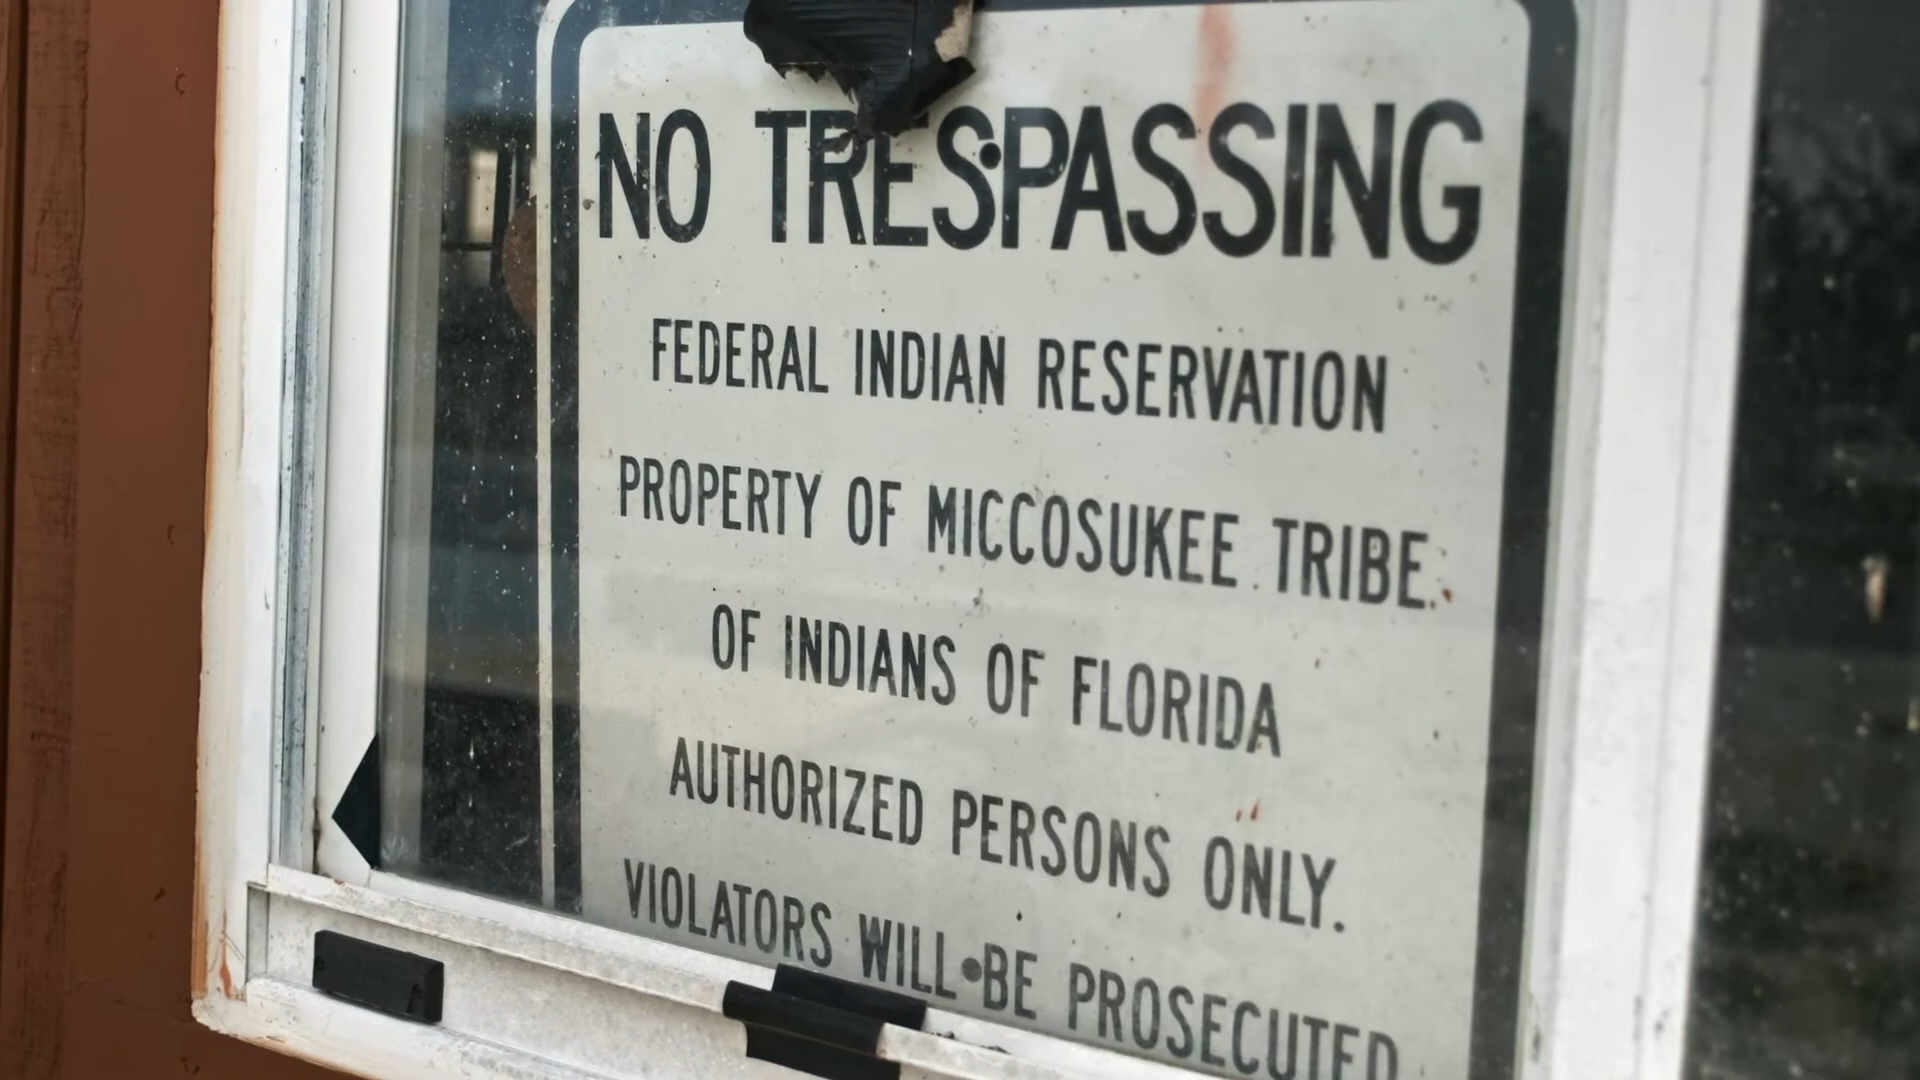 NO TRESPASSING
FEDERAL INDIAN RESERVATION
PROPERTY OF MICCOSUKEE TRIBE
OF INDIANS OF FLORIDA
AUTHORIZED PERSONS ONLY.
VIOLATORS WILL BE PROSECUTED